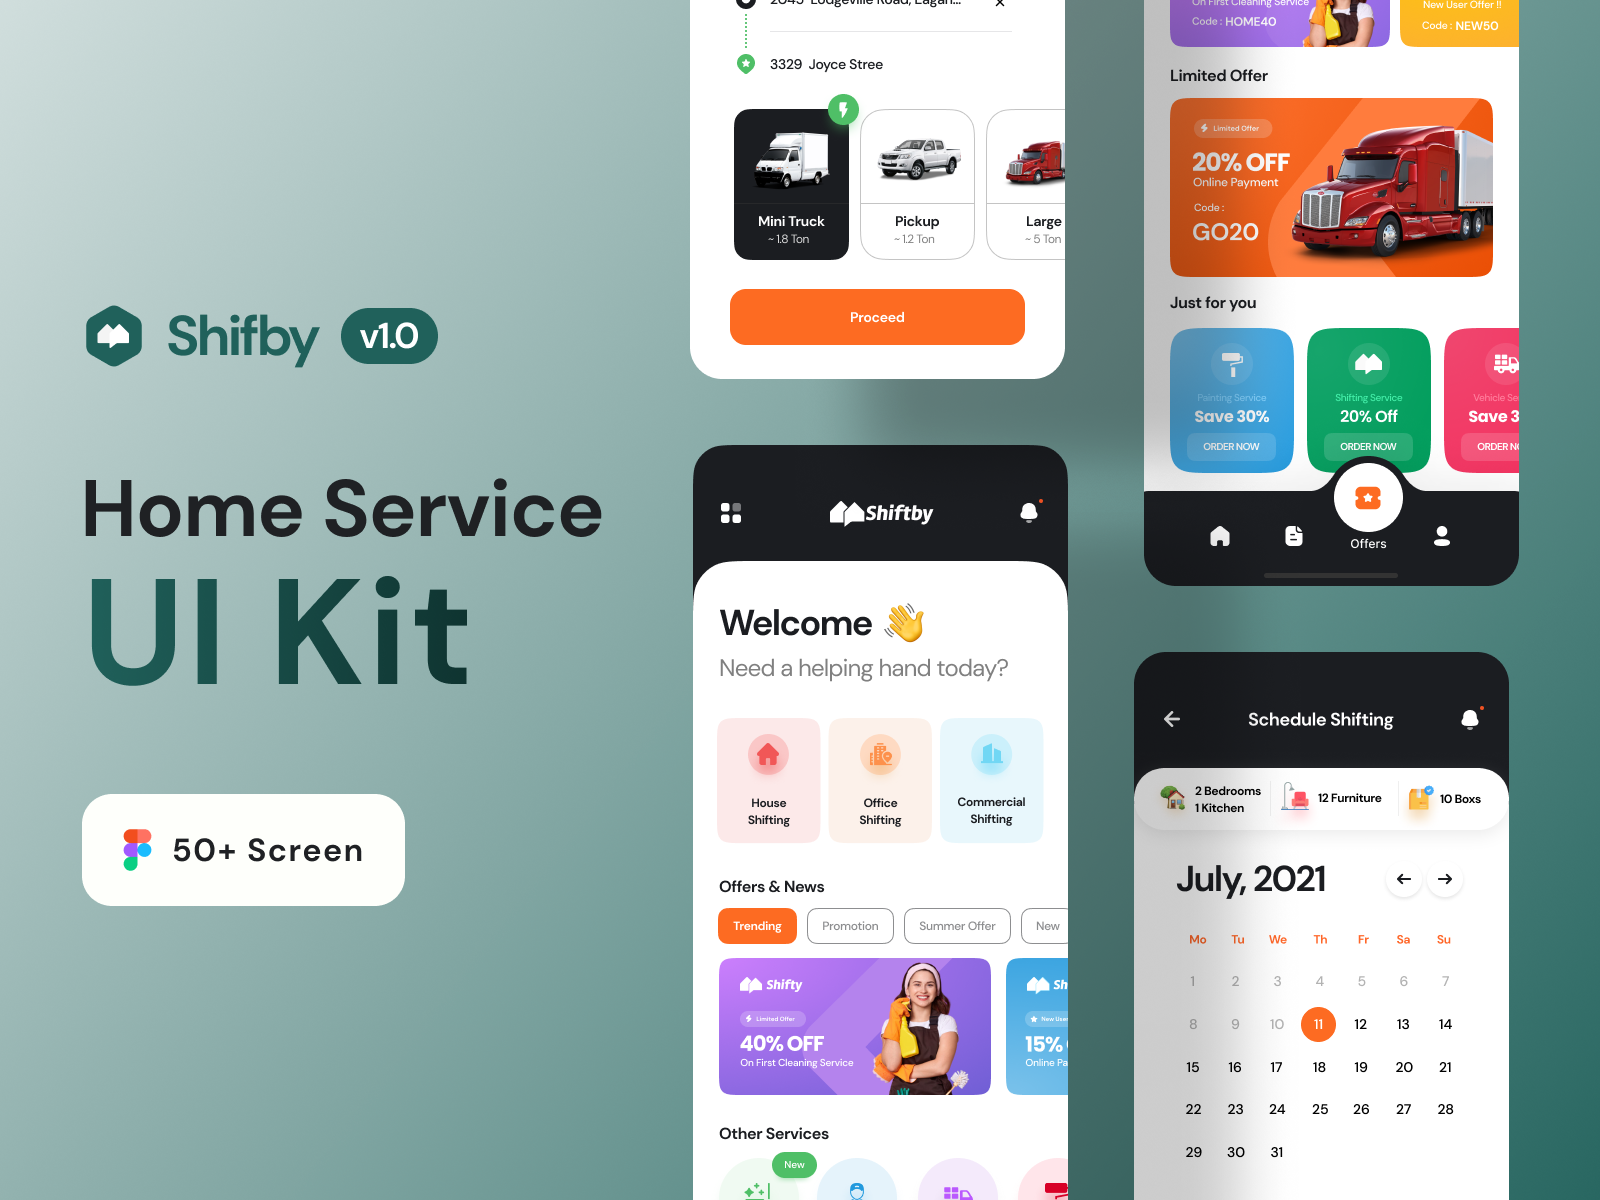 Shifby
v1.0
Home Service
UI Kit
50+ Screen
3329 Joyce Stree
Mini Truck
~ 1.8 Ton
Pickup
~ 1.2 Ton
Large
~ 5 Ton
Proceed
Shiftby
Welcome 👋
Need a helping hand today?
House
Shifting
Office
Shifting
Commercial
Shifting
Offers & News
Trending
Promotion
Summer Offer
New
Shifty
Limited Offer
40% OFF
On First Cleaning Service
Sh
New User
15%
Online Pa
Other Services
New
On First Cleaning Service
Code : HOME40
New User Offer !!
Code : NEW50
Limited Offer
Limited Offer
20% OFF
Online Payment
Code :
GO20
Just for you
Painting Service
Save 30%
ORDER NOW
Shifting Service
20% Off
ORDER NOW
Vehicle Se
Save 3
ORDER N
Offers
Schedule Shifting
2 Bedrooms
1 Kitchen
12 Furniture
10 Boxs
July, 2021
Mo Tu We Th Fr Sa Su
1 2 3 4 5 6 7
8 9 10 11 12 13 14
15 16 17 18 19 20 21
22 23 24 25 26 27 28
29 30 31